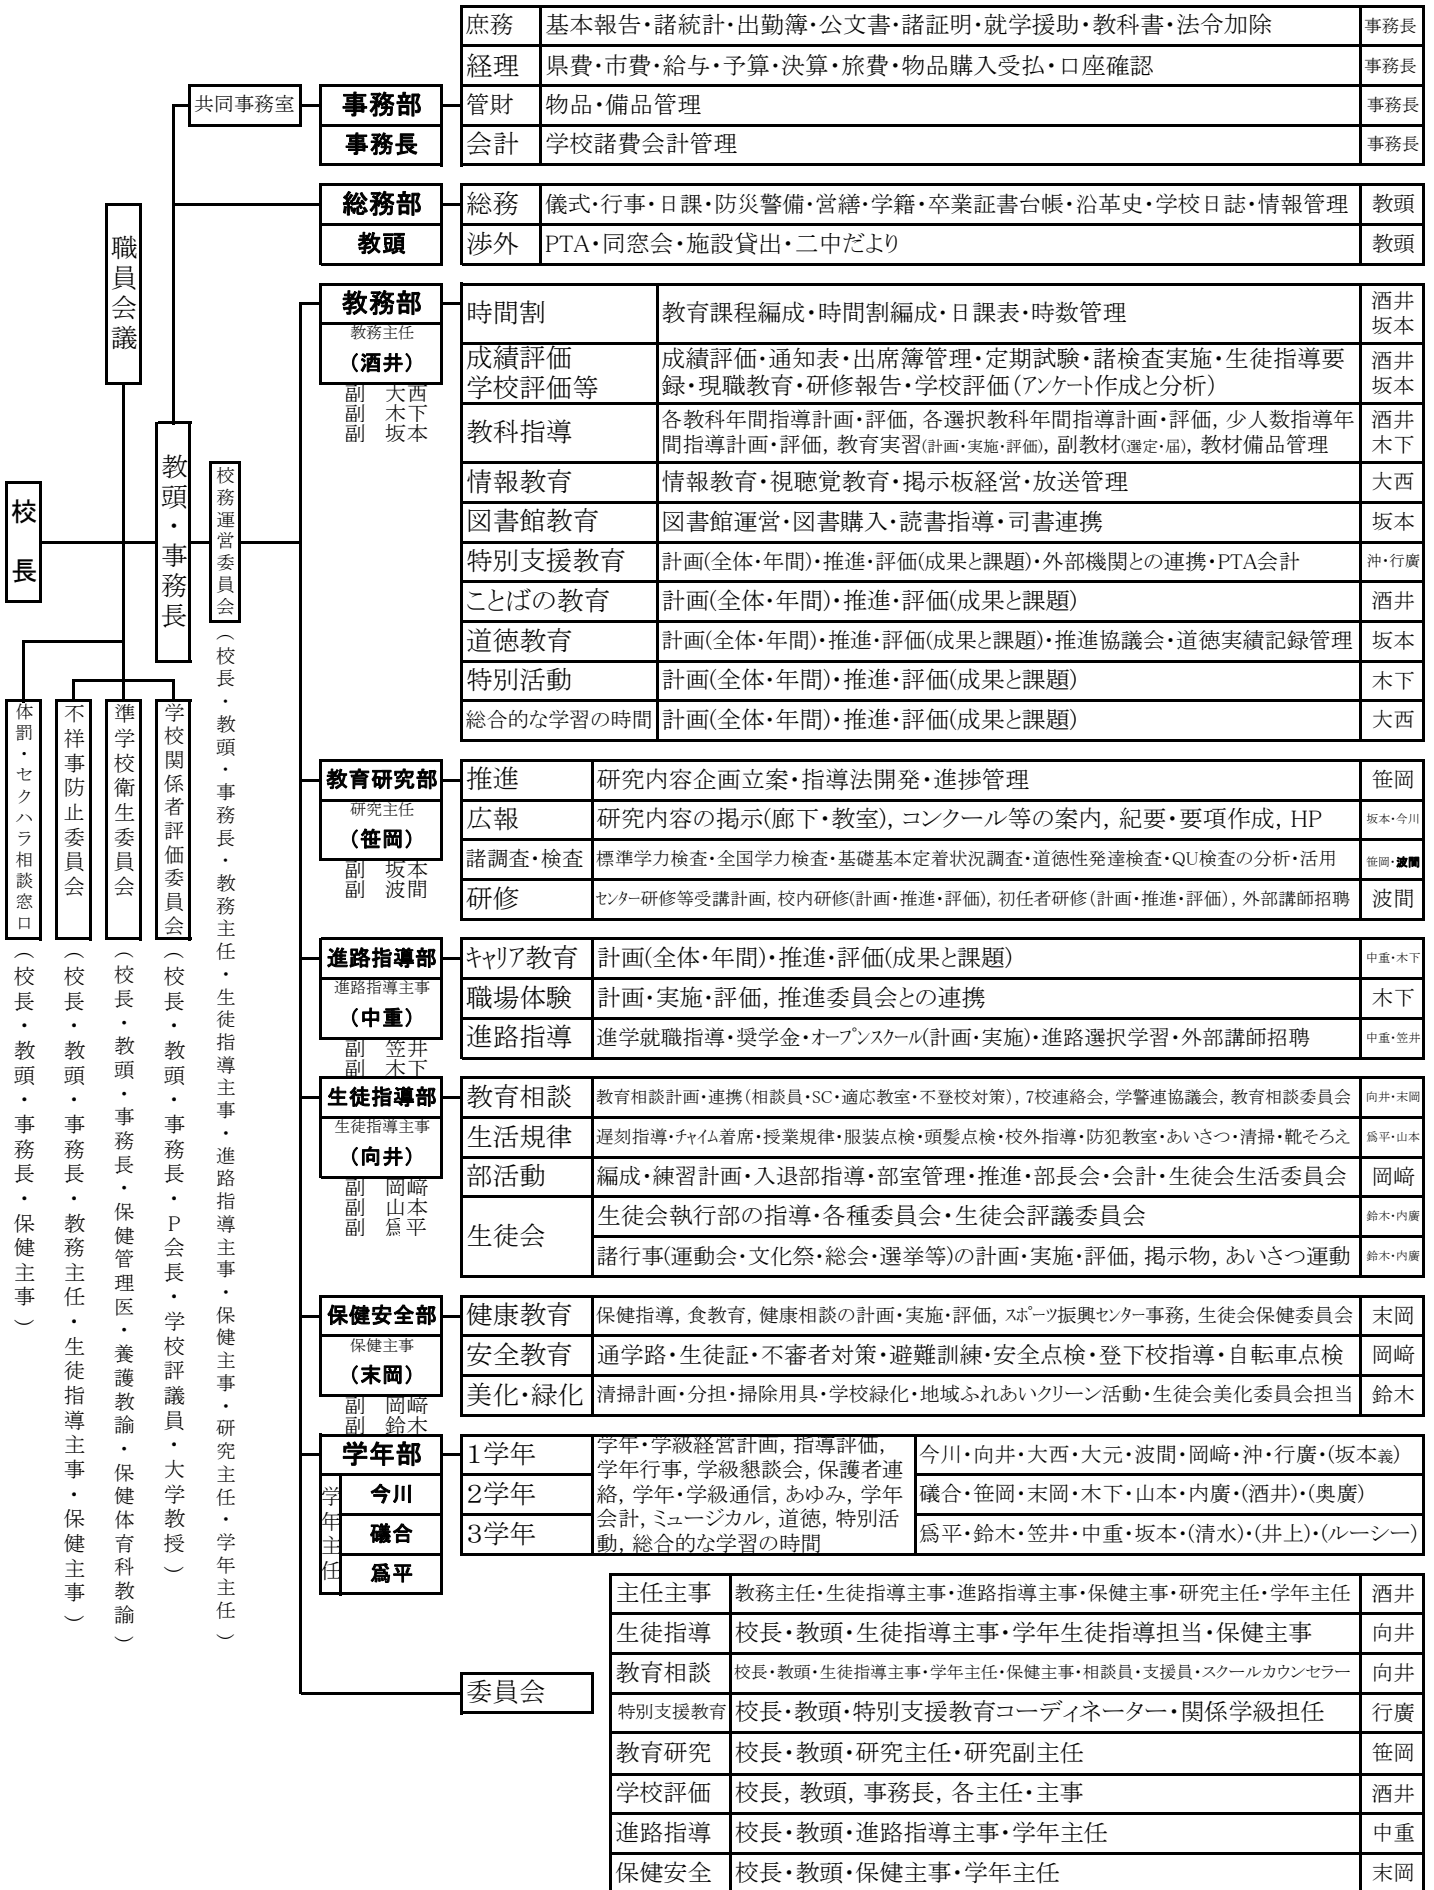 校長
職員会議
教頭・事務長
校務運営委員会（校長・教頭・事務長・教務主任・生徒指導主事・進路指導主事・保健主事・研究主任・学年主任）
体罰・セクハラ相談窓口（校長・教頭・事務長・保健主事）
不祥事防止委員会（校長・教頭・事務長・教務主任・生徒指導主事・保健主事）
準学校衛生委員会（校長・教頭・事務長・保健管理医・養護教諭・保健体育科教諭）
学校関係者評価委員会（校長・教頭・事務長・P会長・学校評議員・大学教授）
共同事務室
事務部
事務長
庶務 基本報告・諸統計・出勤簿・公文書・諸証明・就学援助・教科書・法令加除 事務長
経理 県費・市費・給与・予算・決算・旅費・物品購入受払・口座確認 事務長
管財 物品・備品管理 事務長
会計 学校諸費会計管理 事務長
総務部
教頭
総務 儀式・行事・日課・防災警備・営繕・学籍・卒業証書台帳・沿革史・学校日誌・情報管理 教頭
渉外 PTA・同窓会・施設貸出・二中だより 教頭
教務部
教務主任
（酒井）
副 大西
副 木下
副 坂本
時間割 教育課程編成・時間割編成・日課表・時数管理 酒井
坂本
成績評価 成績評価・通知表・出席簿管理・定期試験・諸検査実施・生徒指導要 酒井
学校評価等 録・現職教育・研修報告・学校評価（アンケート作成と分析） 坂本
教科指導 各教科年間指導計画・評価, 各選択教科年間指導計画・評価, 少人数指導年 酒井
間指導計画・評価, 教育実習(計画・実施・評価), 副教材(選定・届), 教材備品管理 木下
情報教育 情報教育・視聴覚教育・掲示板経営・放送管理 大西
図書館教育 図書館運営・図書購入・読書指導・司書連携 坂本
特別支援教育 計画(全体・年間)・推進・評価(成果と課題)・外部機関との連携・PTA会計 沖・行廣
ことばの教育 計画(全体・年間)・推進・評価(成果と課題) 酒井
道徳教育 計画(全体・年間)・推進・評価(成果と課題)・推進協議会・道徳実績記録管理 坂本
特別活動 計画(全体・年間)・推進・評価(成果と課題) 木下
総合的な学習の時間 計画(全体・年間)・推進・評価(成果と課題) 大西
教育研究部
研究主任
（笹岡）
副 坂本
副 波間
推進 研究内容企画立案・指導法開発・進捗管理 笹岡
広報 研究内容の掲示(廊下・教室), コンクール等の案内, 紀要・要項作成, HP 坂本・今川
諸調査・検査 標準学力検査・全国学力検査・基礎基本定着状況調査・道徳性発達検査・QU検査の分析・活用 笹岡・波間
研修 センター研修等受講計画, 校内研修(計画・推進・評価), 初任者研修(計画・推進・評価), 外部講師招聘 波間
進路指導部
進路指導主事
（中重）
副 笠井
副 木下
キャリア教育 計画(全体・年間)・推進・評価(成果と課題) 中重・木下
職場体験 計画・実施・評価, 推進委員会との連携 木下
進路指導 進学就職指導・奨学金・オープンスクール(計画・実施)・進路選択学習・外部講師招聘 中重・笠井
生徒指導部
生徒指導主事
（向井）
副 岡﨑
副 山本
副 爲平
教育相談 教育相談計画・連携(相談員・SC・適応教室・不登校対策), 7校連絡会, 学警連協議会, 教育相談委員会 向井・末岡
生活規律 遅刻指導・チャイム着席・授業規律・服装点検・頭髪点検・校外指導・防犯教室・あいさつ・清掃・靴そろえ 爲平・山本
部活動 編成・練習計画・入退部指導・部室管理・推進・部長会・会計・生徒会生活委員会 岡﨑
生徒会 生徒会執行部の指導・各種委員会・生徒会評議委員会 鈴木・内廣
諸行事(運動会・文化祭・総会・選挙等)の計画・実施・評価, 掲示物, あいさつ運動 鈴木・内廣
保健安全部
保健主事
（末岡）
副 岡﨑
副 鈴木
健康教育 保健指導, 食教育, 健康相談の計画・実施・評価, スポーツ振興センター事務, 生徒会保健委員会 末岡
安全教育 通学路・生徒証・不審者対策・避難訓練・安全点検・登下校指導・自転車点検 岡﨑
美化・緑化 清掃計画・分担・掃除用具・学校緑化・地域ふれあいクリーン活動・生徒会美化委員会担当 鈴木
学年部
学年主任
今川
礒合
爲平
1学年
2学年
3学年
学年・学級経営計画, 指導評価,
学年行事, 学級懇談会, 保護者連
絡, 学年・学級通信, あゆみ, 学年
会計, ミュージカル, 道徳, 特別活
動, 総合的な学習の時間
今川・向井・大西・大元・波間・岡﨑・沖・行廣・(坂本義)
礒合・笹岡・末岡・木下・山本・内廣・(酒井)・(奥廣)
爲平・鈴木・笠井・中重・坂本・(清水)・(井上)・(ルーシー)
委員会
主任主事 教務主任・生徒指導主事・進路指導主事・保健主事・研究主任・学年主任 酒井
生徒指導 校長・教頭・生徒指導主事・学年生徒指導担当・保健主事 向井
教育相談 校長・教頭・生徒指導主事・学年主任・保健主事・相談員・支援員・スクールカウンセラー 向井
特別支援教育 校長・教頭・特別支援教育コーディネーター・関係学級担任 行廣
教育研究 校長・教頭・研究主任・研究副主任 笹岡
学校評価 校長, 教頭, 事務長, 各主任・主事 酒井
進路指導 校長・教頭・進路指導主事・学年主任 中重
保健安全 校長・教頭・保健主事・学年主任 末岡